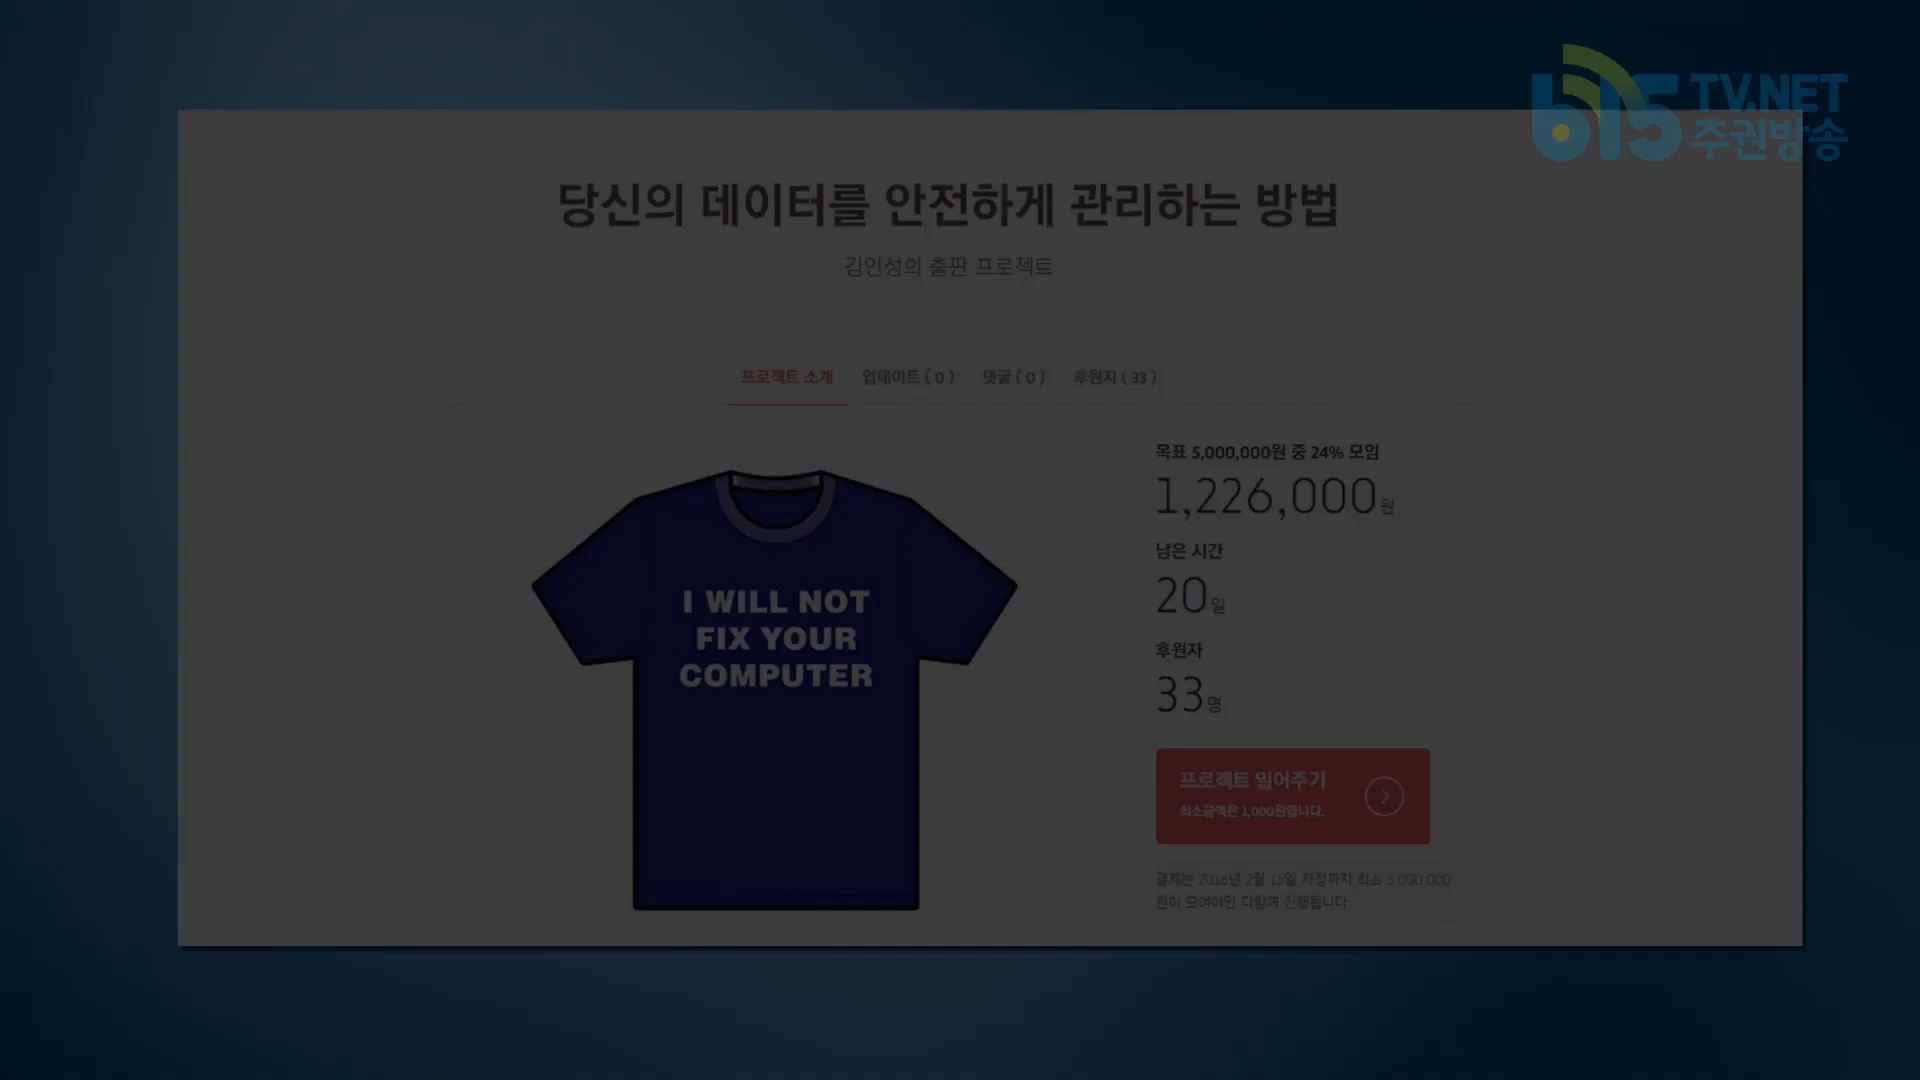 615 TV.NET
주권방송
당신의 데이터를 안전하게 관리하는 방법
김인성의 출판 프로젝트
프로젝트 소개 업데이트 ( 0 ) 댓글 ( 0 ) 후원자 ( 33 )
I WILL NOT
FIX YOUR
COMPUTER
목표 5,000,000원 중 24% 모임
1,226,000원
남은 시간
20일
후원자
33명
프로젝트 밀어주기
최소금액은 1,000원입니다.
결제는 2016년 2월 15일 자정까지 최소 5,000,000
원이 모여야만 다함께 진행됩니다